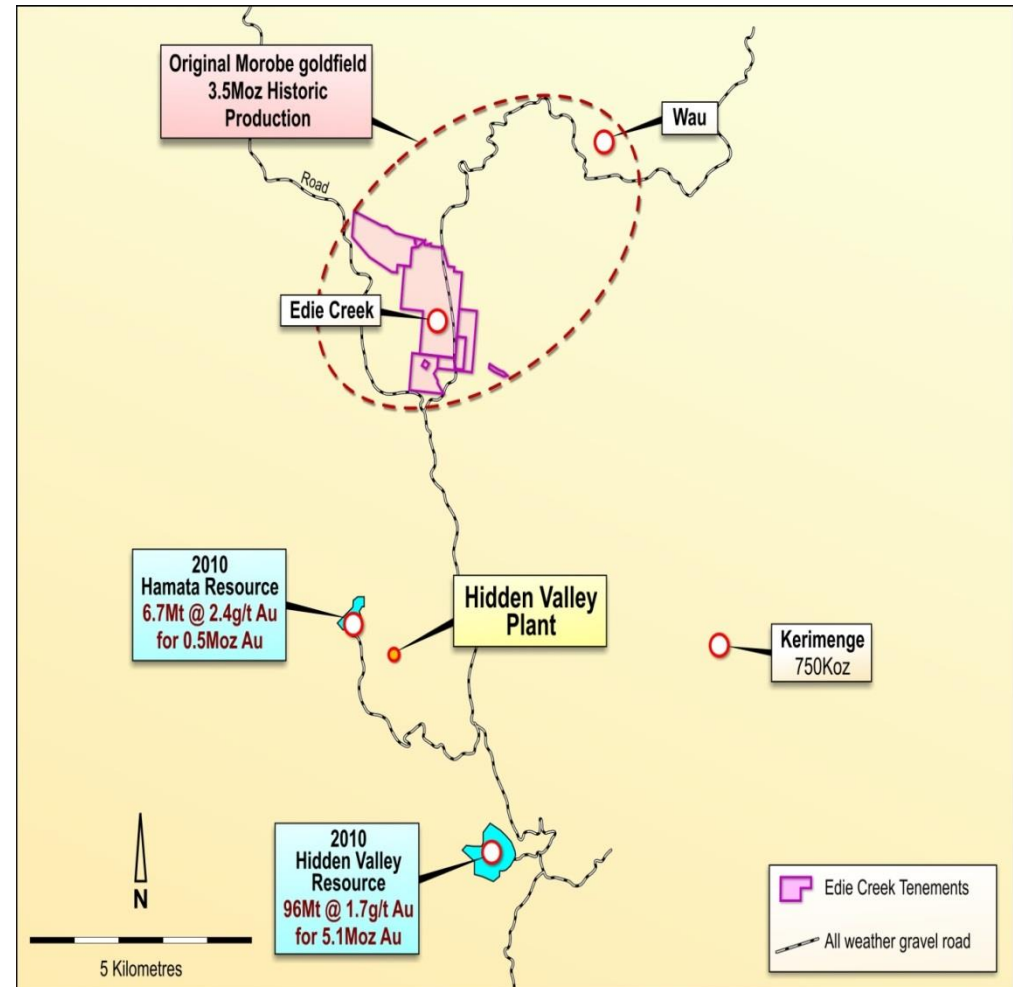 Original Morobe goldfield
3.5Moz Historic
Production
Wau
Road
Edie Creek
2010
Hamata Resource
6.7Mt @ 2.4g/t Au
for 0.5Moz Au
Hidden Valley
Plant
Kerimenge
750Koz
2010
Hidden Valley
Resource
96Mt @ 1.7g/t Au
for 5.1Moz Au
N
5 Kilometres
Edie Creek Tenements
All weather gravel road